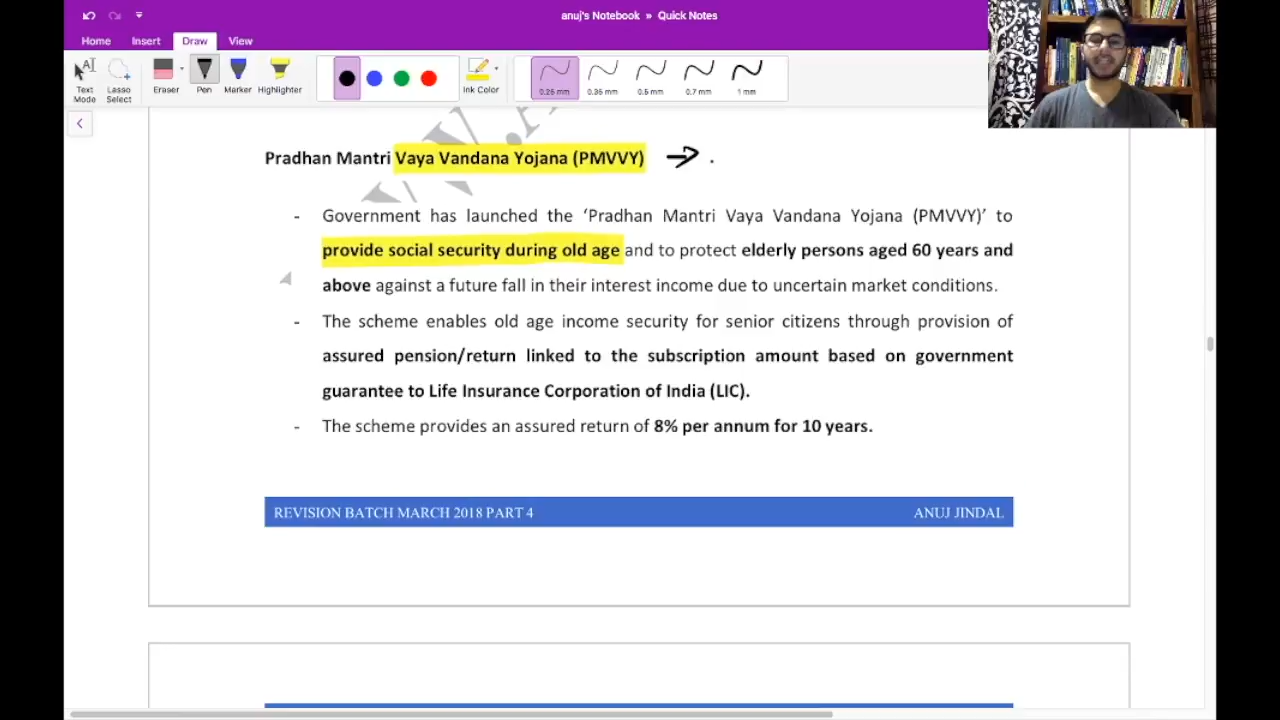 anuj's Notebook » Quick Notes
Home Insert Draw View
Text Mode
Lasso Select
Eraser
Pen
Marker
Highlighter
Ink Color
0.25 mm
0.35 mm
0.5 mm
0.7 mm
1 mm
Pradhan Mantri Vaya Vandana Yojana (PMVVY) → .
- Government has launched the ‘Pradhan Mantri Vaya Vandana Yojana (PMVVY)’ to
provide social security during old age and to protect elderly persons aged 60 years and
above against a future fall in their interest income due to uncertain market conditions.
- The scheme enables old age income security for senior citizens through provision of
assured pension/return linked to the subscription amount based on government
guarantee to Life Insurance Corporation of India (LIC).
- The scheme provides an assured return of 8% per annum for 10 years.
REVISION BATCH MARCH 2018 PART 4 ANUJ JINDAL